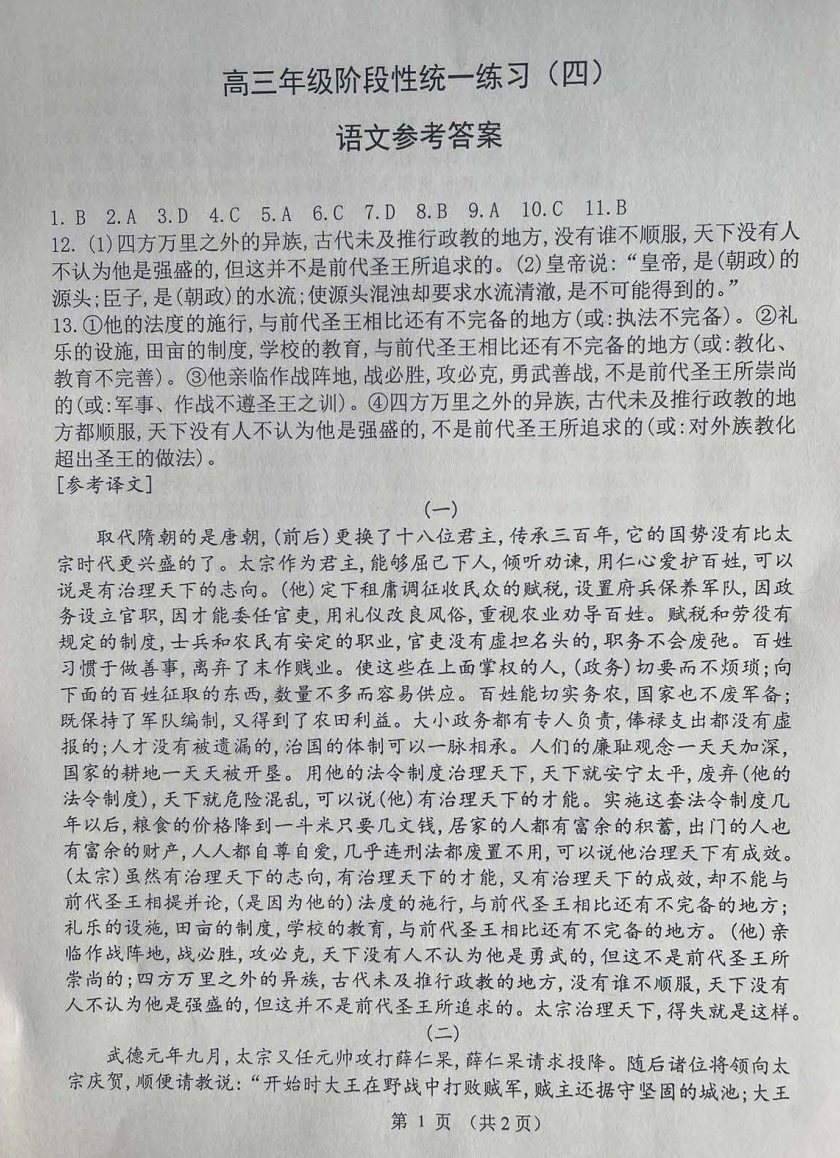 高三年级阶段性统一练习（四）
语文参考答案
1. B 2.A 3.D 4.C 5.A 6.C 7.D 8.B 9.A 10.C 11.B
12. (1)四方万里之外的异族,古代未及推行政教的地方,没有谁不顺服,天下没有人
不认为他是强盛的,但这并不是前代圣王所追求的。(2)皇帝说:“皇帝,是(朝政)的
源头;臣子,是(朝政)的水流;使源头混浊却要求水流清澈,是不可能得到的。”
13.①他的法度的施行,与前代圣王相比还有不完备的地方(或:执法不完备)。②礼
乐的设施,田亩的制度,学校的教育,与前代圣王相比还有不完备的地方(或:教化、
教育不完善)。③他亲临作战阵地,战必胜,攻必克,勇武善战,不是前代圣王所崇尚
的(或:军事、作战不遵圣王之训)。④四方万里之外的异族,古代未及推行政教的地
方都顺服,天下没有人不认为他是强盛的,不是前代圣王所追求的(或:对外族教化
超出圣王的做法)。
[参考译文]
(一)
取代隋朝的是唐朝,(前后)更换了十八位君主,传承三百年,它的国势没有比太
宗时代更兴盛的了。太宗作为君主,能够屈己下人,倾听劝谏,用仁心爱护百姓,可以
说是有治理天下的志向。(他)定下租庸调征收民众的赋税,设置府兵保养军队,因政
务设立官职,因才能委任官吏,用礼仪改良风俗,重视农业劝导百姓。赋税和劳役有
规定的制度,士兵和农民有安定的职业,官吏没有虚担名头的,职务不会废弛。百姓
习惯于做善事,离弃了末作贱业。使这些在上面掌权的人,(政务)切要而不烦琐;向
下面的百姓征取的东西,数量不多而容易供应。百姓能切实务农,国家也不废军备;
既保持了军队编制,又得到了农田利益。大小政务都有专人负责,俸禄支出都没有虚
报的;人才没有被遗漏的,治国的体制可以一脉相承。人们的廉耻观念一天天加深,
国家的耕地一天天被开垦。用他的法令制度治理天下,天下就安宁太平,废弃(他的
法令制度),天下就危险混乱,可以说(他)有治理天下的才能。实施这套法令制度几
年以后,粮食的价格降到一斗米只要几文钱,居家的人都有富余的积蓄,出门的人也
有富余的财产,人人都自尊自爱,几乎连刑法都废置不用,可以说他治理天下有成效。
(太宗)虽然有治理天下的志向,有治理天下的才能,又有治理天下的成效,却不能与
前代圣王相提并论,(是因为他的)法度的施行,与前代圣王相比还有不完备的地方;
礼乐的设施,田亩的制度,学校的教育,与前代圣王相比还有不完备的地方。(他)亲
临作战阵地,战必胜,攻必克,天下没有人不认为他是勇武的,但这不是前代圣王所
崇尚的;四方万里之外的异族,古代未及推行政教的地方,没有谁不顺服,天下没有
人不认为他是强盛的,但这并不是前代圣王所追求的。太宗治理天下,得失就是这样。
(二)
武德元年九月,太宗又任元帅攻打薛仁杲,薛仁杲请求投降。随后诸位将领向太
宗庆贺,顺便请教说:“开始时大王在野战中打败贼军,贼主还据守坚固的城池;大王
第 1 页 （共2页）